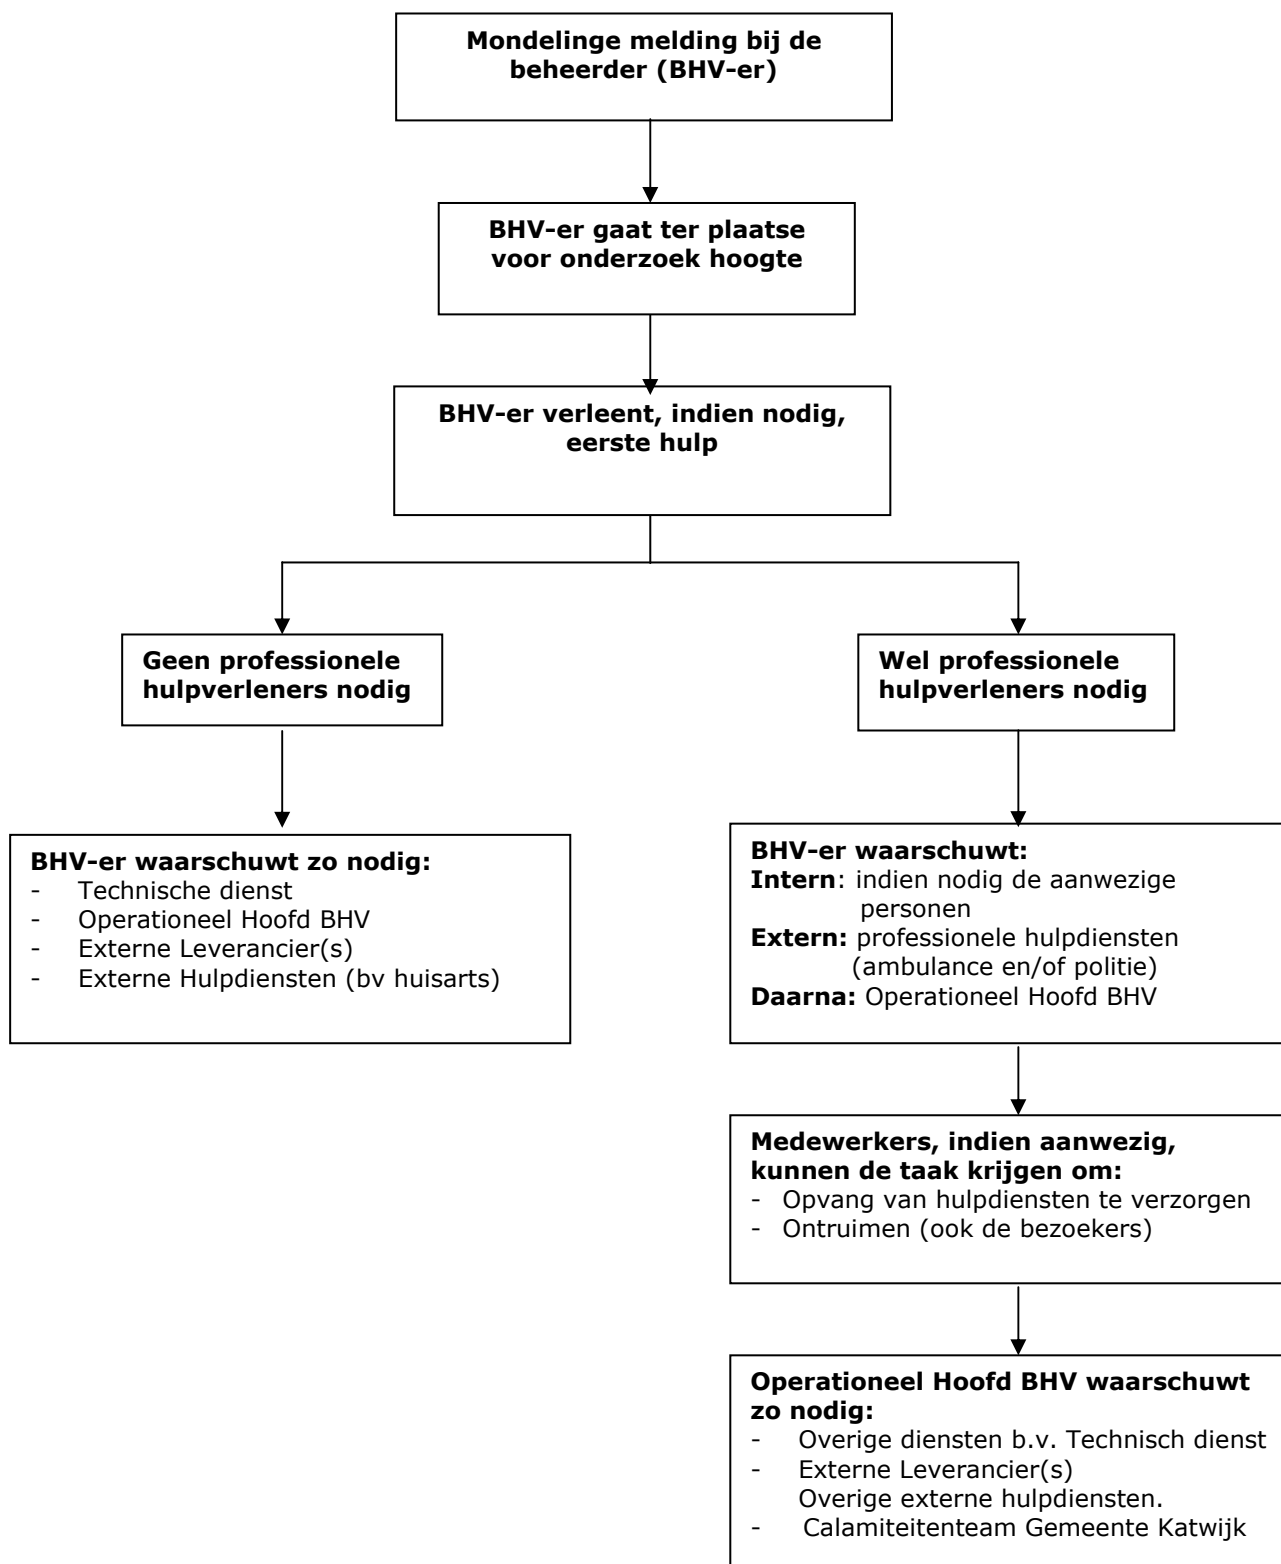 Mondelinge melding bij de
beheerder (BHV-er)
BHV-er gaat ter plaatse
voor onderzoek hoogte
BHV-er verleent, indien nodig,
eerste hulp
Geen professionele
hulpverleners nodig
Wel professionele
hulpverleners nodig
BHV-er waarschuwt zo nodig:
- Technische dienst
- Operationeel Hoofd BHV
- Externe Leverancier(s)
- Externe Hulpdiensten (bv huisarts)
BHV-er waarschuwt:
Intern: indien nodig de aanwezige
personen
Extern: professionele hulpdiensten
(ambulance en/of politie)
Daarna: Operationeel Hoofd BHV
Medewerkers, indien aanwezig,
kunnen de taak krijgen om:
- Opvang van hulpdiensten te verzorgen
- Ontruimen (ook de bezoekers)
Operationeel Hoofd BHV waarschuwt
zo nodig:
- Overige diensten b.v. Technisch dienst
- Externe Leverancier(s)
Overige externe hulpdiensten.
- Calamiteitenteam Gemeente Katwijk